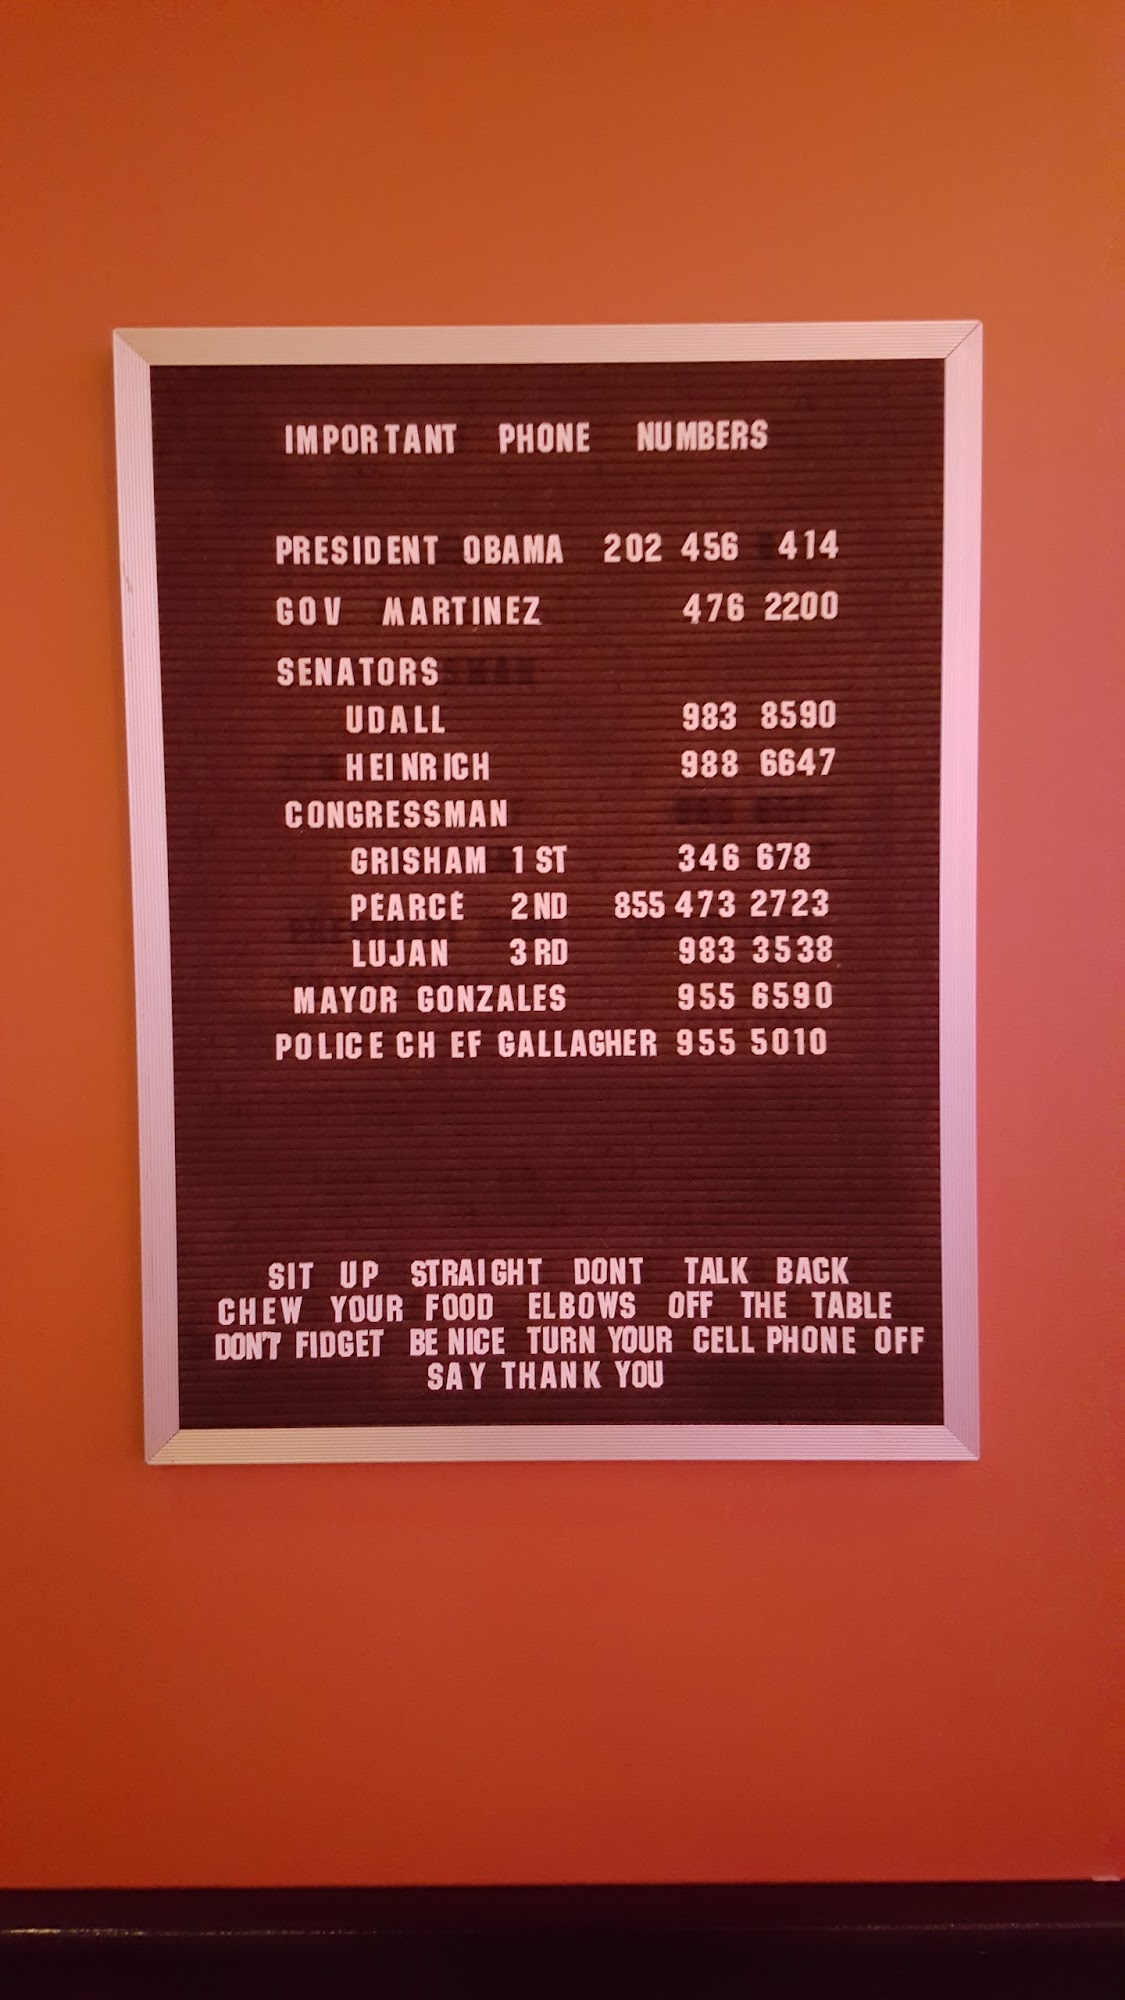 IMPORTANT PHONE NUMBERS
PRESIDENT OBAMA 202 456 414
GOV MARTINEZ 476 2200
SENATORS
UDALL 983 8590
HEINRICH 988 6647
CONGRESSMAN
GRISHAM 1ST 346 678
PEARCE 2ND 855 473 2723
LUJAN 3RD 983 3538
MAYOR GONZALES 955 6590
POLICE CH EF GALLAGHER 955 5010
SIT UP STRAIGHT DONT TALK BACK
CHEW YOUR FOOD ELBOWS OFF THE TABLE
DON'T FIDGET BE NICE TURN YOUR CELL PHONE OFF
SAY THANK YOU